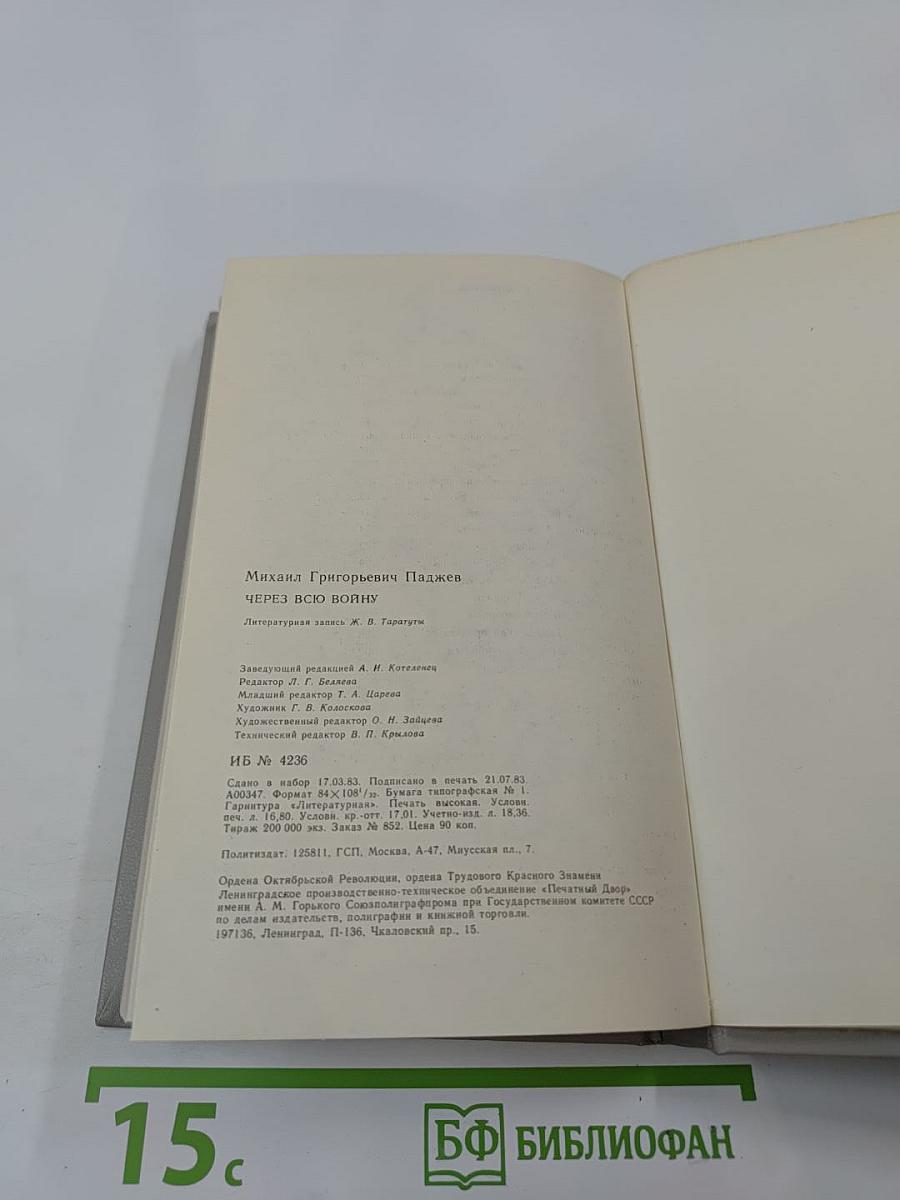 Михаил Григорьевич Паджев
ЧЕРЕЗ ВСЮ ВОЙНУ
Литературная запись Ж. В. Таратуты
Заведующий редакцией А. И. Котеленец
Редактор Л. Г. Беляева
Младший редактор Т. А. Царева
Художник Г. В. Колоскова
Художественный редактор О. Н. Зайцева
Технический редактор В. П. Крылова
ИБ № 4236
Сдано в набор 17.03.83. Подписано в печать 21.07.83.
А00347. Формат 84×108¹/₃₂. Бумага типографская № 1.
Гарнитура «Литературная». Печать высокая. Условн.
печ. л. 16,80. Условн. кр.-отт. 17,01. Учетно-изд. л. 18,36.
Тираж 200 000 экз. Заказ № 852. Цена 90 коп.
Политиздат. 125811, ГСП, Москва, А-47, Миусская пл., 7.
Ордена Октябрьской Революции, ордена Трудового Красного Знамени
Ленинградское производственно-техническое объединение «Печатный Двор»
имени А. М. Горького Союзполиграфпрома при Государственном комитете СССР
по делам издательств, полиграфии и книжной торговли.
197136, Ленинград, П-136, Чкаловский пр., 15.
15 с
БФ БИБЛИОФАН